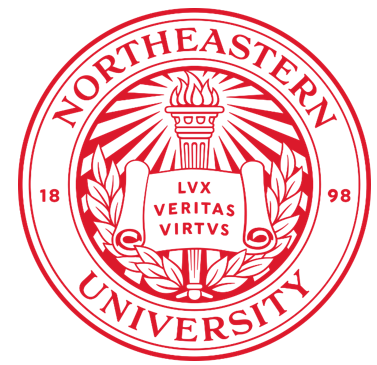 NORTHEASTERN
18
98
LVX
VERITAS
VIRTVS
UNIVERSITY